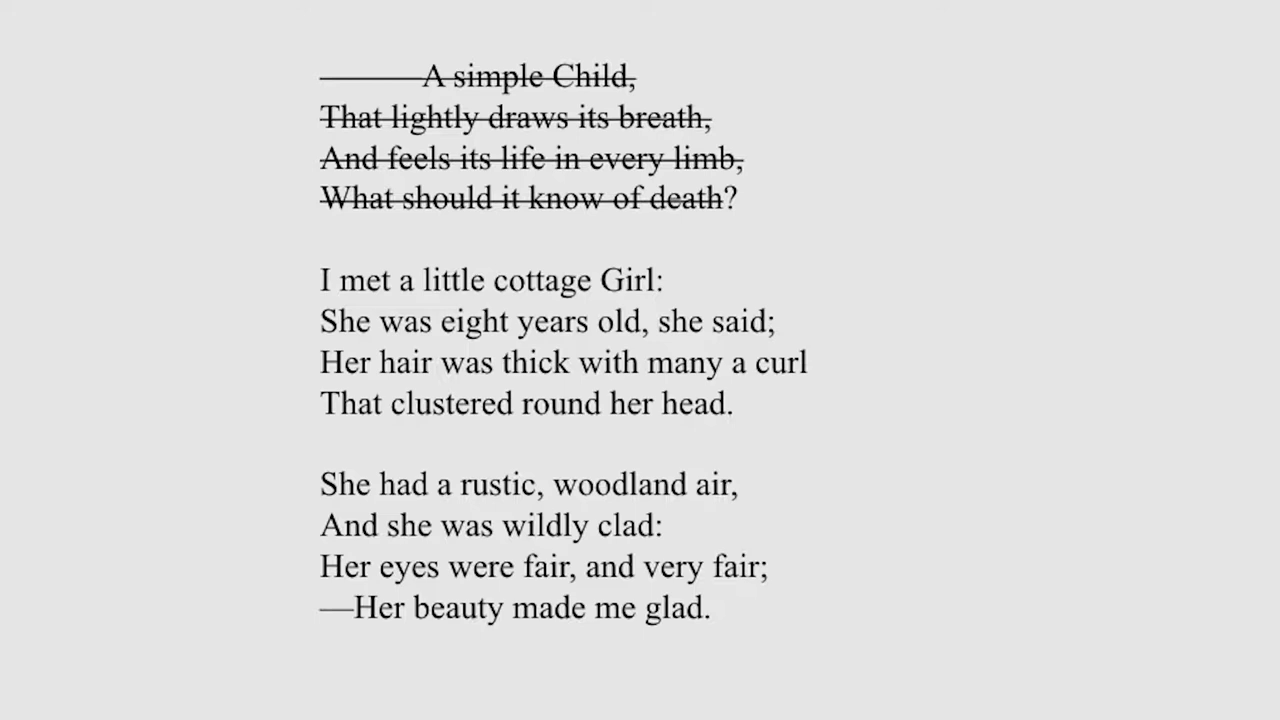 ———A simple Child,
That lightly draws its breath,
And feels its life in every limb,
What should it know of death?
I met a little cottage Girl:
She was eight years old, she said;
Her hair was thick with many a curl
That clustered round her head.
She had a rustic, woodland air,
And she was wildly clad:
Her eyes were fair, and very fair;
—Her beauty made me glad.